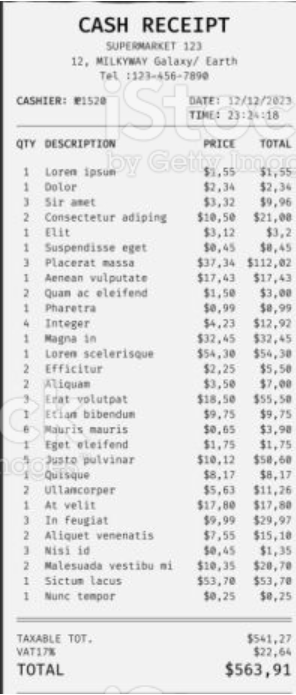 CASH RECEIPT
SUPERMARKET 123
12, MILKYWAY Galaxy/ Earth
Tel :123-456-7890
CASHIER: №1520 DATE: 12/12/2023
TIME: 23:24:18
QTY DESCRIPTION PRICE TOTAL
1 Lorem ipsum $1,55 $1,55
1 Dolor $2,34 $2,34
3 Sir amet $3,32 $9,96
2 Consectetur adiping $10,50 $21,00
1 Elit $3,12 $3,2
1 Suspendisse eget $0,45 $0,45
3 Placerat massa $37,34 $112,02
1 Aenean vulputate $17,43 $17,43
2 Quam ac eleifend $1,50 $3,00
1 Pharetra $0,99 $0,99
4 Integer $4,23 $12,92
1 Magna in $32,45 $32,45
1 Lorem scelerisque $54,30 $54,30
2 Efficitur $2,25 $5,50
2 Aliquam $3,50 $7,00
3 Erat volutpat $18,50 $55,50
1 Etiam bibendum $9,75 $9,75
6 Mauris mauris $0,65 $3,90
1 Eget eleifend $1,75 $1,75
5 Justo pulvinar $10,12 $50,60
1 Quisque $8,17 $8,17
2 Ullamcorper $5,63 $11,26
1 At velit $17,80 $17,80
3 In feugiat $9,99 $29,97
2 Aliquet venenatis $7,55 $15,10
3 Nisi id $0,45 $1,35
2 Malesuada vestibu mi $10,35 $20,70
1 Sictum lacus $53,70 $53,70
1 Nunc tempor $0,25 $0,25
TAXABLE TOT. $541,27
VAT17% $22,64
TOTAL $563,91
iStock
by Getty Images